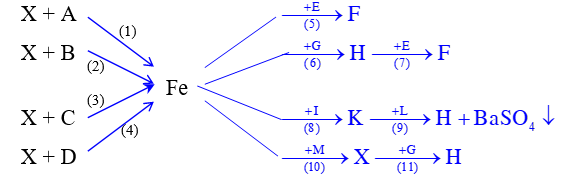 X + A (1) +E (5) F
X + B (2) +G (6) H +E (7) F
Fe
X + C (3) +I (8) K +L (9) H + BaSO₄ ↓
X + D (4) +M (10) X +G (11) H